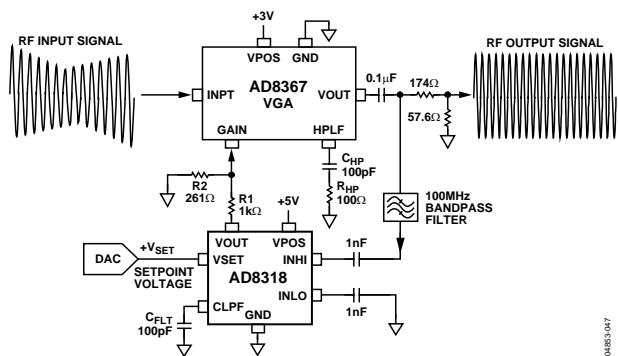 +3V
RF INPUT SIGNAL
RF OUTPUT SIGNAL
VPOS
GND
INPT
AD8367
VGA
VOUT
0.1µF
174Ω
57.6Ω
GAIN
HPLF
CHP
100pF
RHP
100Ω
R2
261Ω
R1
1kΩ
+5V
100MHz
BANDPASS
FILTER
VOUT
VPOS
1nF
DAC
+VSET
SETPOINT
VOLTAGE
VSET
AD8318
INHI
INLO
1nF
CLPF
GND
CFLT
100pF
04853-047